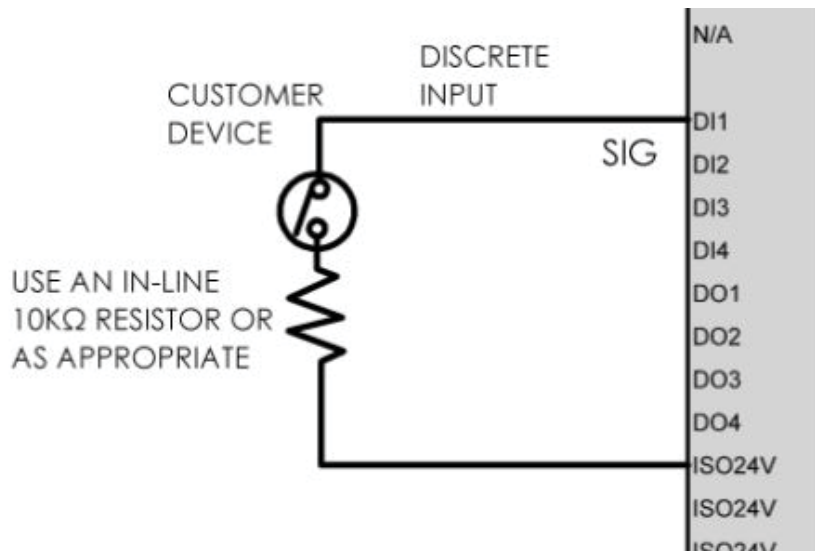 N/A
DISCRETE
INPUT
CUSTOMER
DEVICE
DI1
SIG
DI2
DI3
DI4
USE AN IN-LINE
10KΩ RESISTOR OR
AS APPROPRIATE
DO1
DO2
DO3
DO4
ISO24V
ISO24V
ISO24V